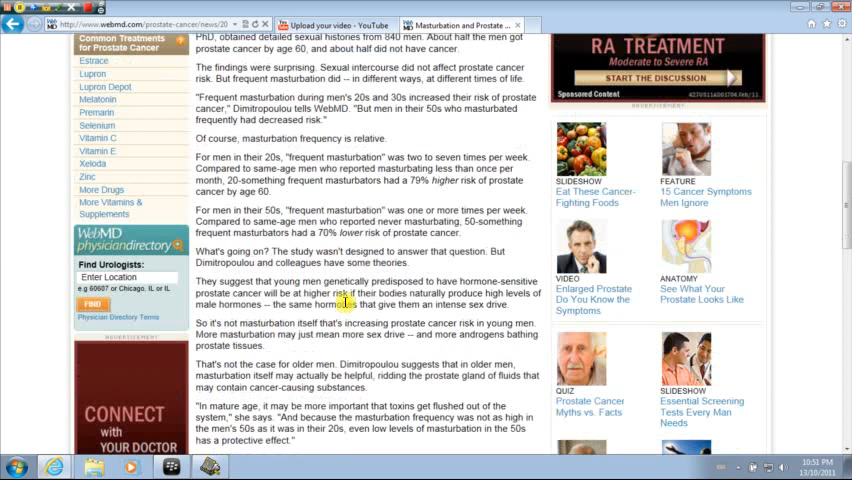 http://www.webmd.com/prostate-cancer/news/20
Upload your video - YouTube
Masturbation and Prostate ...
Common Treatments
for Prostate Cancer
Estrace
Lupron
Lupron Depot
Melatonin
Premarin
Selenium
Vitamin C
Vitamin E
Xeloda
Zinc
More Drugs
More Vitamins &
Supplements
WebMD
physiciandirectory
Find Urologists:
Enter Location
e.g 60607 or Chicago, IL or IL
FIND
Physician Directory Terms
ADVERTISEMENT
CONNECT
with
YOUR DOCTOR
PhD, obtained detailed sexual histories from 840 men. About half the men got
prostate cancer by age 60, and about half did not have cancer.
The findings were surprising. Sexual intercourse did not affect prostate cancer
risk. But frequent masturbation did -- in different ways, at different times of life.
"Frequent masturbation during men's 20s and 30s increased their risk of prostate
cancer," Dimitropoulou tells WebMD. "But men in their 50s who masturbated
frequently had decreased risk."
Of course, masturbation frequency is relative.
For men in their 20s, "frequent masturbation" was two to seven times per week.
Compared to same-age men who reported masturbating less than once per
month, 20-something frequent masturbators had a 79% higher risk of prostate
cancer by age 60.
For men in their 50s, "frequent masturbation" was one or more times per week.
Compared to same-age men who reported never masturbating, 50-something
frequent masturbators had a 70% lower risk of prostate cancer.
What's going on? The study wasn't designed to answer that question. But
Dimitropoulou and colleagues have some theories.
They suggest that young men genetically predisposed to have hormone-sensitive
prostate cancer will be at higher risk if their bodies naturally produce high levels of
male hormones -- the same hormones that give them an intense sex drive.
So it's not masturbation itself that's increasing prostate cancer risk in young men.
More masturbation may just mean more sex drive -- and more androgens bathing
prostate tissues.
That's not the case for older men. Dimitropoulou suggests that in older men,
masturbation itself may actually be helpful, ridding the prostate gland of fluids that
may contain cancer-causing substances.
"In mature age, it may be more important that toxins get flushed out of the
system," she says. "And because the masturbation frequency was not as high in
the men's 50s as it was in their 20s, even low levels of masturbation in the 50s
has a protective effect."
RA TREATMENT
Moderate to Severe RA
START THE DISCUSSION
Sponsored Content
ADVERTISEMENT
SLIDESHOW
Eat These Cancer-
Fighting Foods
FEATURE
15 Cancer Symptoms
Men Ignore
VIDEO
Enlarged Prostate
Do You Know the
Symptoms
ANATOMY
See What Your
Prostate Looks Like
QUIZ
Prostate Cancer
Myths vs. Facts
SLIDESHOW
Essential Screening
Tests Every Man
Needs
10:51 PM
13/10/2011